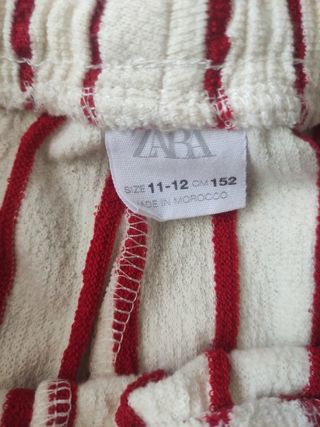 ZARA
SIZE 11-12 CM 152
MADE IN MOROCCO